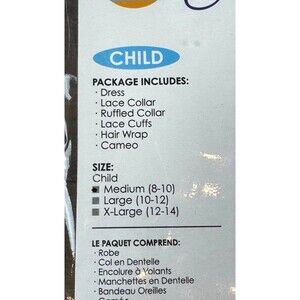 CHILD
PACKAGE INCLUDES:
· Dress
· Lace Collar
· Ruffled Collar
· Lace Cuffs
· Hair Wrap
· Cameo
SIZE:
Child
■ Medium (8-10)
■ Large (10-12)
■ X-Large (12-14)
LE PAQUET COMPREND:
· Robe
· Col en Dentelle
· Encolure à Volants
· Manchettes en Dentelle
· Bandeau Oreilles